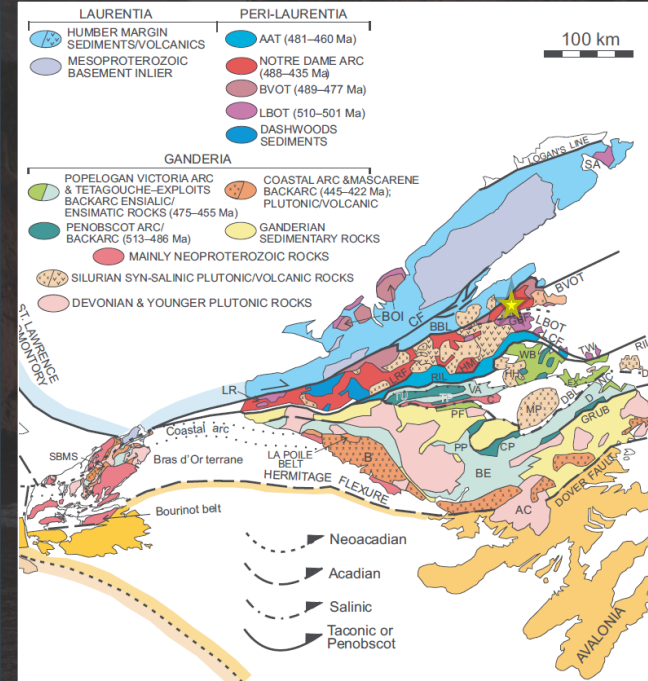 LAURENTIA
HUMBER MARGIN
SEDIMENTS/VOLCANICS
MESOPROTEROZOIC
BASEMENT INLIER
PERI-LAURENTIA
AAT (481–460 Ma)
NOTRE DAME ARC
(488–435 Ma)
BVOT (489–477 Ma)
LBOT (510–501 Ma)
DASHWOODS
SEDIMENTS
100 km
GANDERIA
POPELOGAN VICTORIA ARC
& TETAGOUCHE–EXPLOITS
BACKARC ENSIALIC/
ENSIMATIC ROCKS (475–455 Ma)
PENOBSCOT ARC/
BACKARC (513–486 Ma)
COASTAL ARC &MASCARENE
BACKARC (445–422 Ma);
PLUTONIC/VOLCANIC
GANDERIAN
SEDIMENTARY ROCKS
MAINLY NEOPROTEROZOIC ROCKS
SILURIAN SYN-SALINIC PLUTONIC/VOLCANIC ROCKS
DEVONIAN & YOUNGER PLUTONIC ROCKS
LOGAN'S LINE
SA
BOI
CF
BBL
BVOT
LBOT
LCF
TW
WB
HH
HM
RIL
LRF
LR
VA
TU
PF
MP
DBL
D
GRUB
PP
CP
BE
B
AC
DOVER FAULT
ST. LAWRENCE
Coastal arc
SBMS
Bras d'Or terrane
LA POILE
BELT
HERMITAGE FLEXURE
Bourinot belt
Neoacadian
Acadian
Salinic
Taconic or
Penobscot
AVALONIA